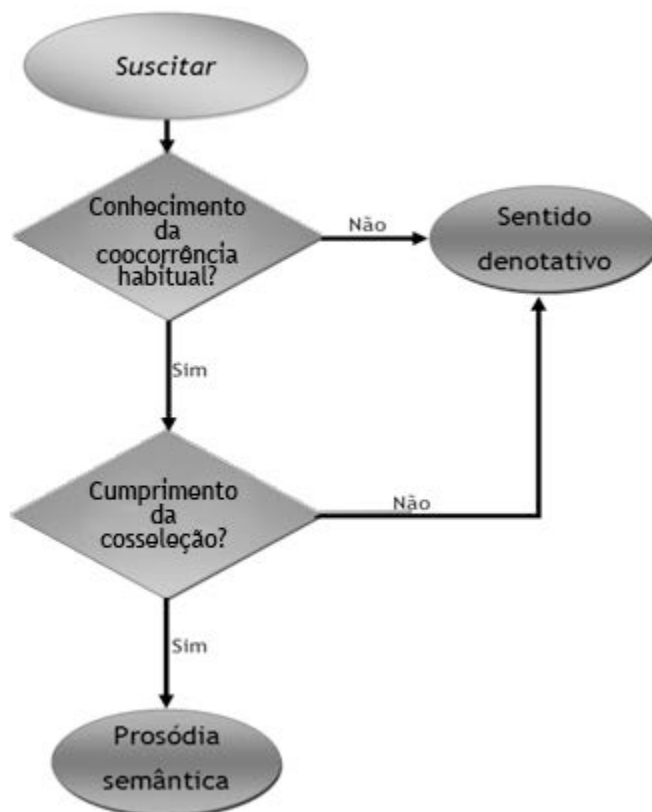 Suscitar
Conhecimento
da
coocorrência
habitual?
Não
Sentido
denotativo
Sim
Cumprimento
da
cosseleção?
Não
Sim
Prosódia
semântica